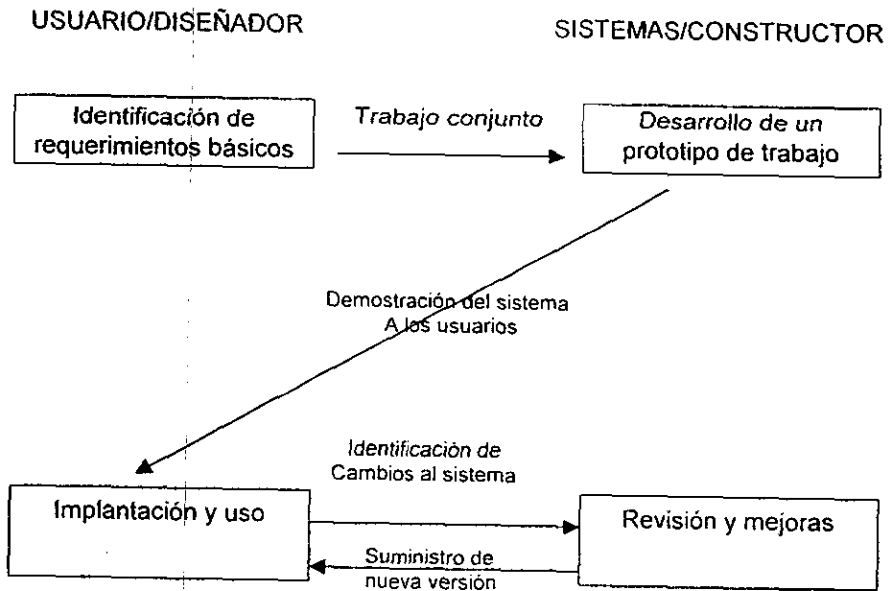 USUARIO/DISEÑADOR
SISTEMAS/CONSTRUCTOR
Identificación de
requerimientos básicos
Trabajo conjunto
Desarrollo de un
prototipo de trabajo
Demostración del sistema
A los usuarios
Identificación de
Cambios al sistema
Implantación y uso
Revisión y mejoras
Suministro de
nueva versión